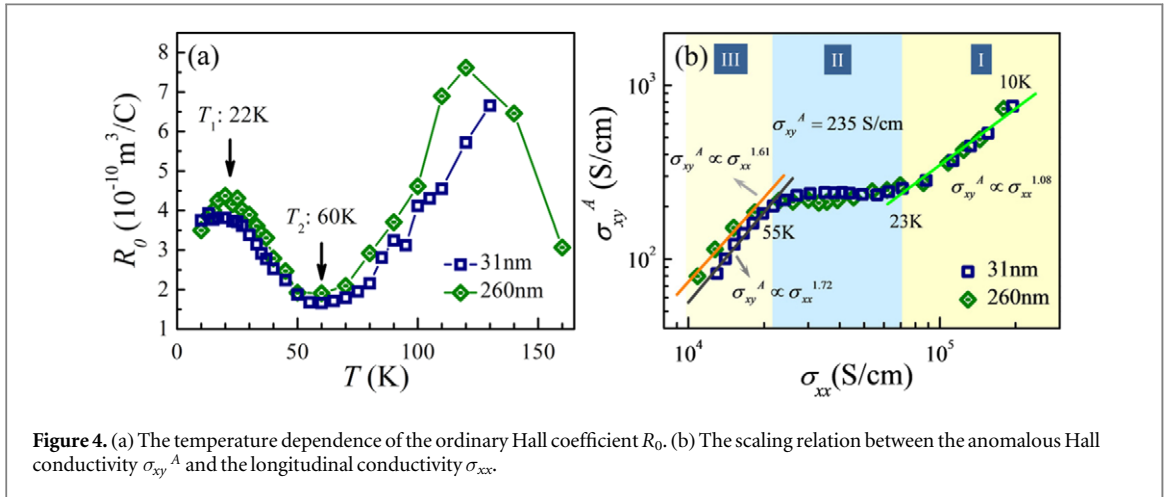 (a)
R₀ (10⁻¹⁰m³/C)
8
7
6
5
4
3
2
1
T₁: 22K
T₂: 60K
31nm
260nm
0 50 100 150
T (K)
(b)
III II I
σxyᴬ (S/cm)
10³
10²
10K
σxyᴬ = 235 S/cm
σxyᴬ ∝ σxx¹·⁶¹
σxyᴬ ∝ σxx¹·⁰⁸
55K
23K
σxyᴬ ∝ σxx¹·⁷²
31nm
260nm
10⁴ 10⁵
σxx(S/cm)
Figure 4. (a) The temperature dependence of the ordinary Hall coefficient R₀. (b) The scaling relation between the anomalous Hall
conductivity σxyᴬ and the longitudinal conductivity σxx.